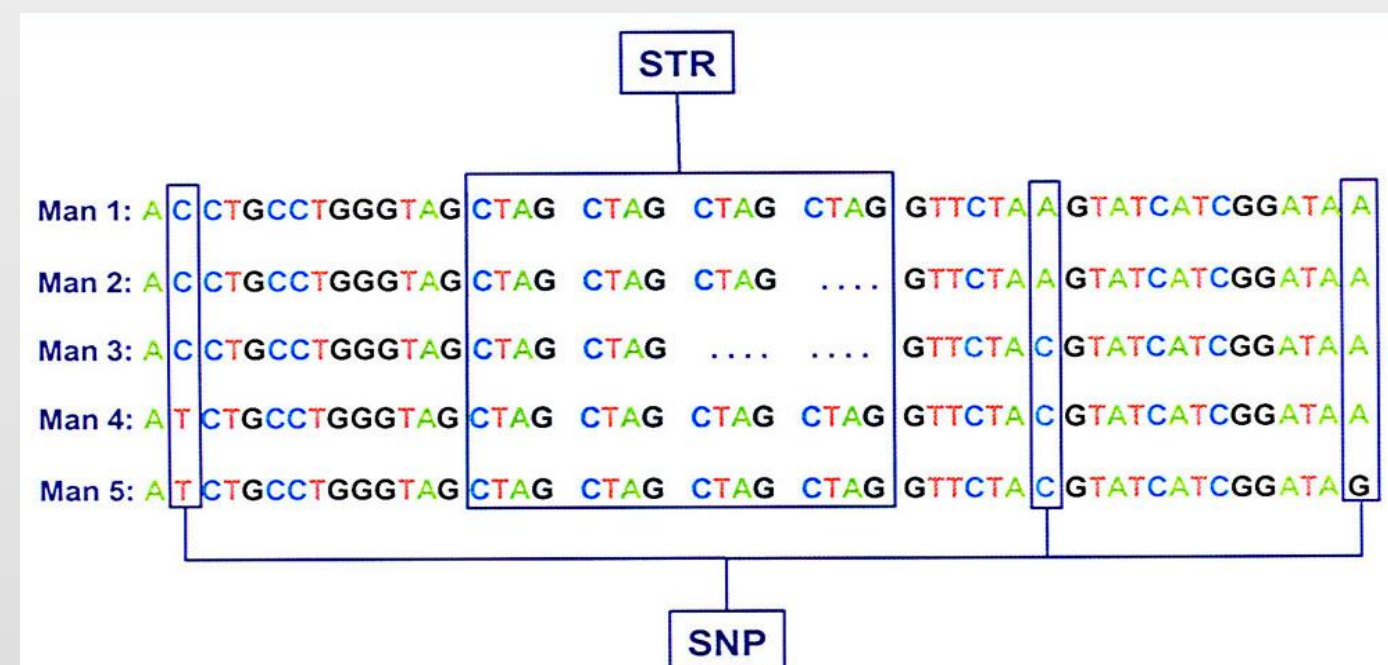 STR
Man 1: A C CTGCCTGGGTAG CTAG CTAG CTAG CTAG GTTCTA A GTATCATCGGATA A
Man 2: A C CTGCCTGGGTAG CTAG CTAG CTAG .... GTTCTA A GTATCATCGGATA A
Man 3: A C CTGCCTGGGTAG CTAG CTAG .... .... GTTCTA C GTATCATCGGATA A
Man 4: A T CTGCCTGGGTAG CTAG CTAG CTAG CTAG GTTCTA C GTATCATCGGATA A
Man 5: A T CTGCCTGGGTAG CTAG CTAG CTAG CTAG GTTCTA C GTATCATCGGATA G
SNP